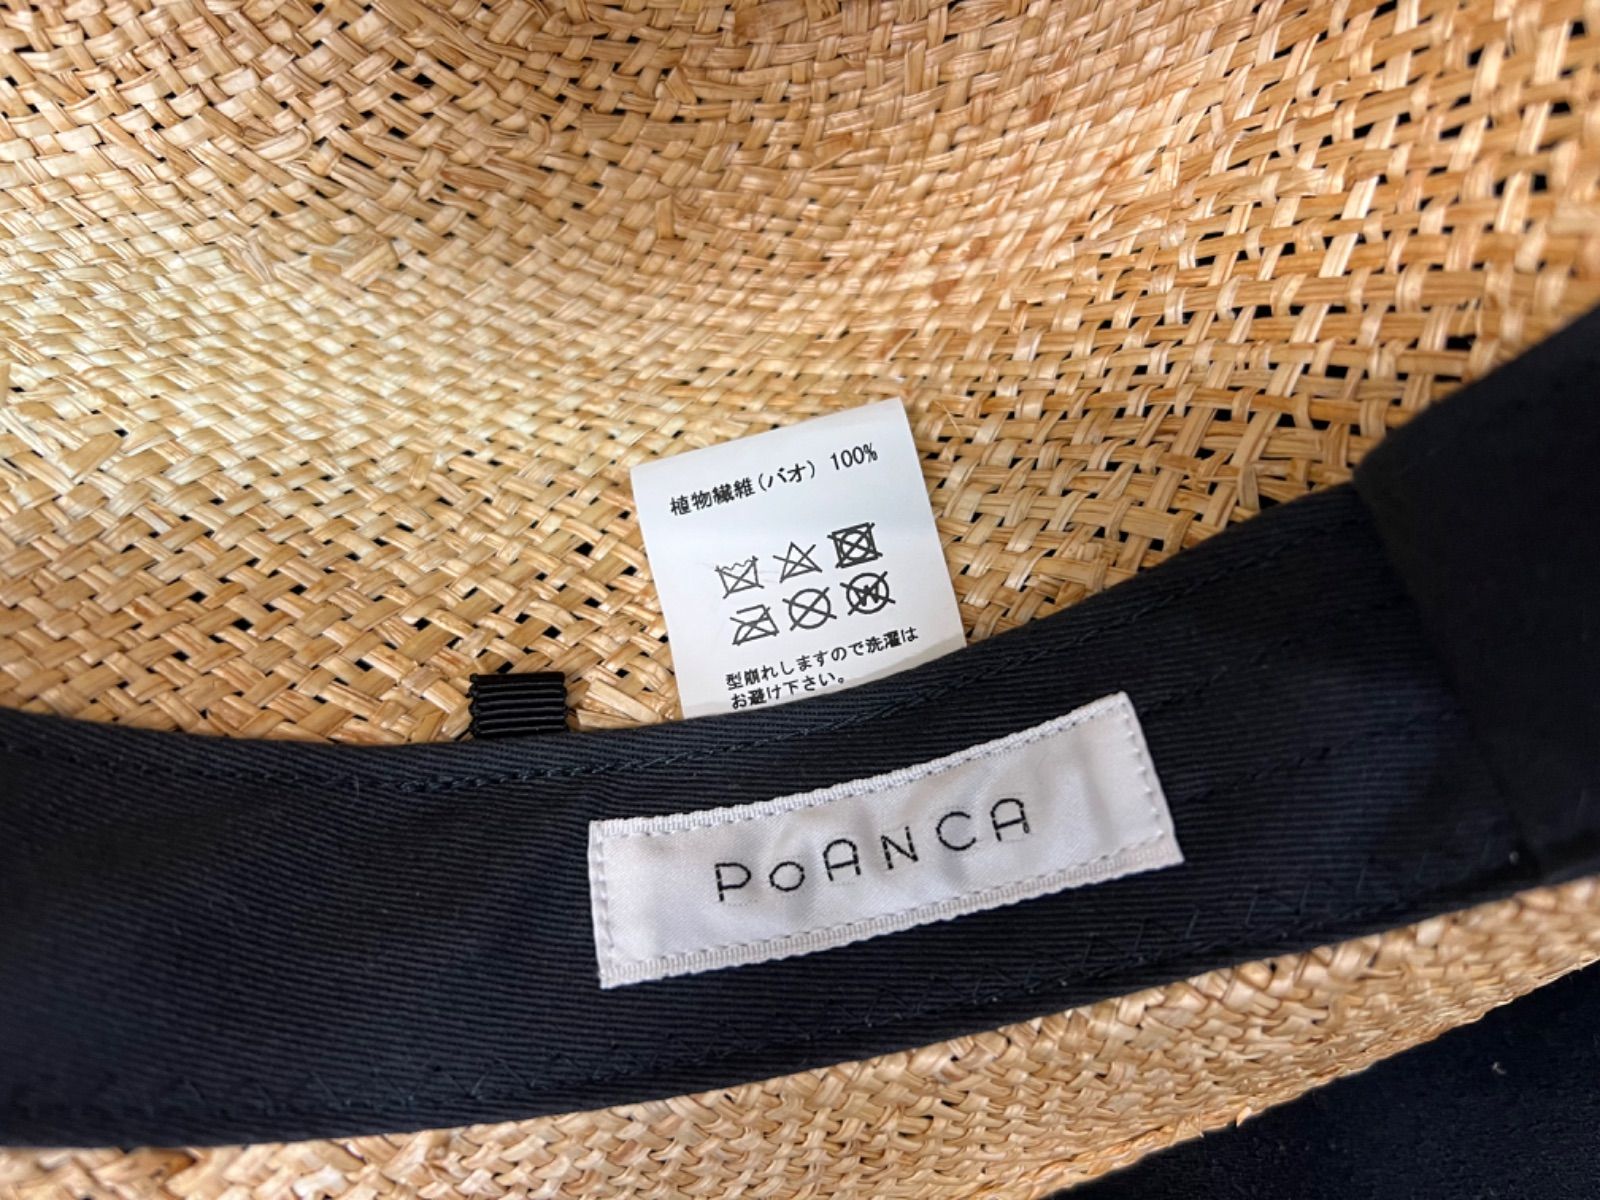 植物繊維(バオ) 100%
W
型崩れしますので洗濯は
お避け下さい。
POANCA